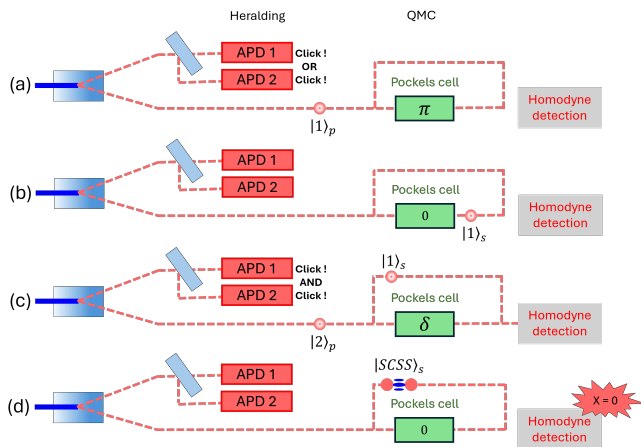 Heralding
QMC
(a)
APD 1
Click !
OR
APD 2
Click !
Pockels cell
π
|1⟩p
Homodyne
detection
(b)
APD 1
APD 2
Pockels cell
0
|1⟩s
Homodyne
detection
(c)
APD 1
Click !
AND
APD 2
Click !
|1⟩s
Pockels cell
δ
|2⟩p
Homodyne
detection
(d)
APD 1
APD 2
|SCSS⟩s
Pockels cell
0
X = 0
Homodyne
detection